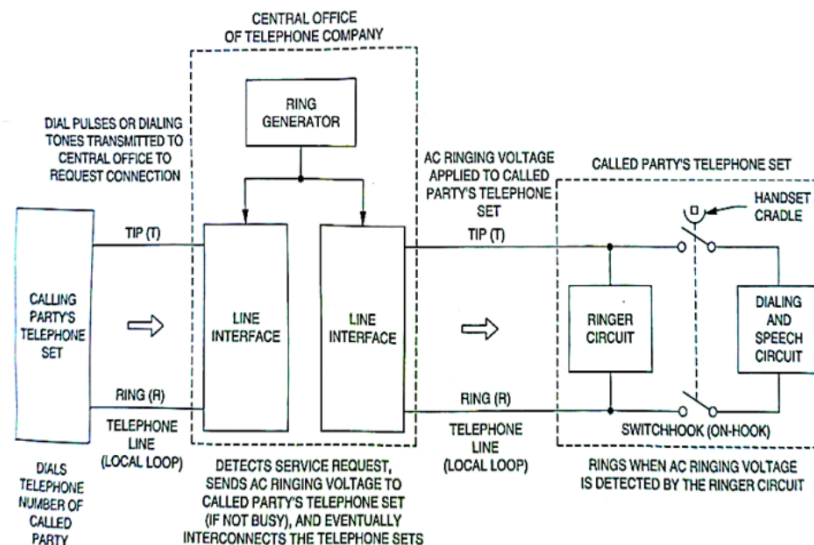 CENTRAL OFFICE
OF TELEPHONE COMPANY
RING
GENERATOR
DIAL PULSES OR DIALING
TONES TRANSMITTED TO
CENTRAL OFFICE TO
REQUEST CONNECTION
AC RINGING VOLTAGE
APPLIED TO CALLED
PARTY'S TELEPHONE
SET
CALLED PARTY'S TELEPHONE SET
HANDSET
CRADLE
TIP (T)
TIP (T)
CALLING
PARTY'S
TELEPHONE
SET
LINE
INTERFACE
LINE
INTERFACE
RINGER
CIRCUIT
DIALING
AND
SPEECH
CIRCUIT
RING (R)
RING (R)
TELEPHONE
LINE
(LOCAL LOOP)
TELEPHONE
LINE
(LOCAL LOOP)
SWITCHHOOK (ON-HOOK)
DIALS
TELEPHONE
NUMBER OF
CALLED
PARTY
DETECTS SERVICE REQUEST,
SENDS AC RINGING VOLTAGE TO
CALLED PARTY'S TELEPHONE SET
(IF NOT BUSY), AND EVENTUALLY
INTERCONNECTS THE TELEPHONE SETS
RINGS WHEN AC RINGING VOLTAGE
IS DETECTED BY THE RINGER CIRCUIT